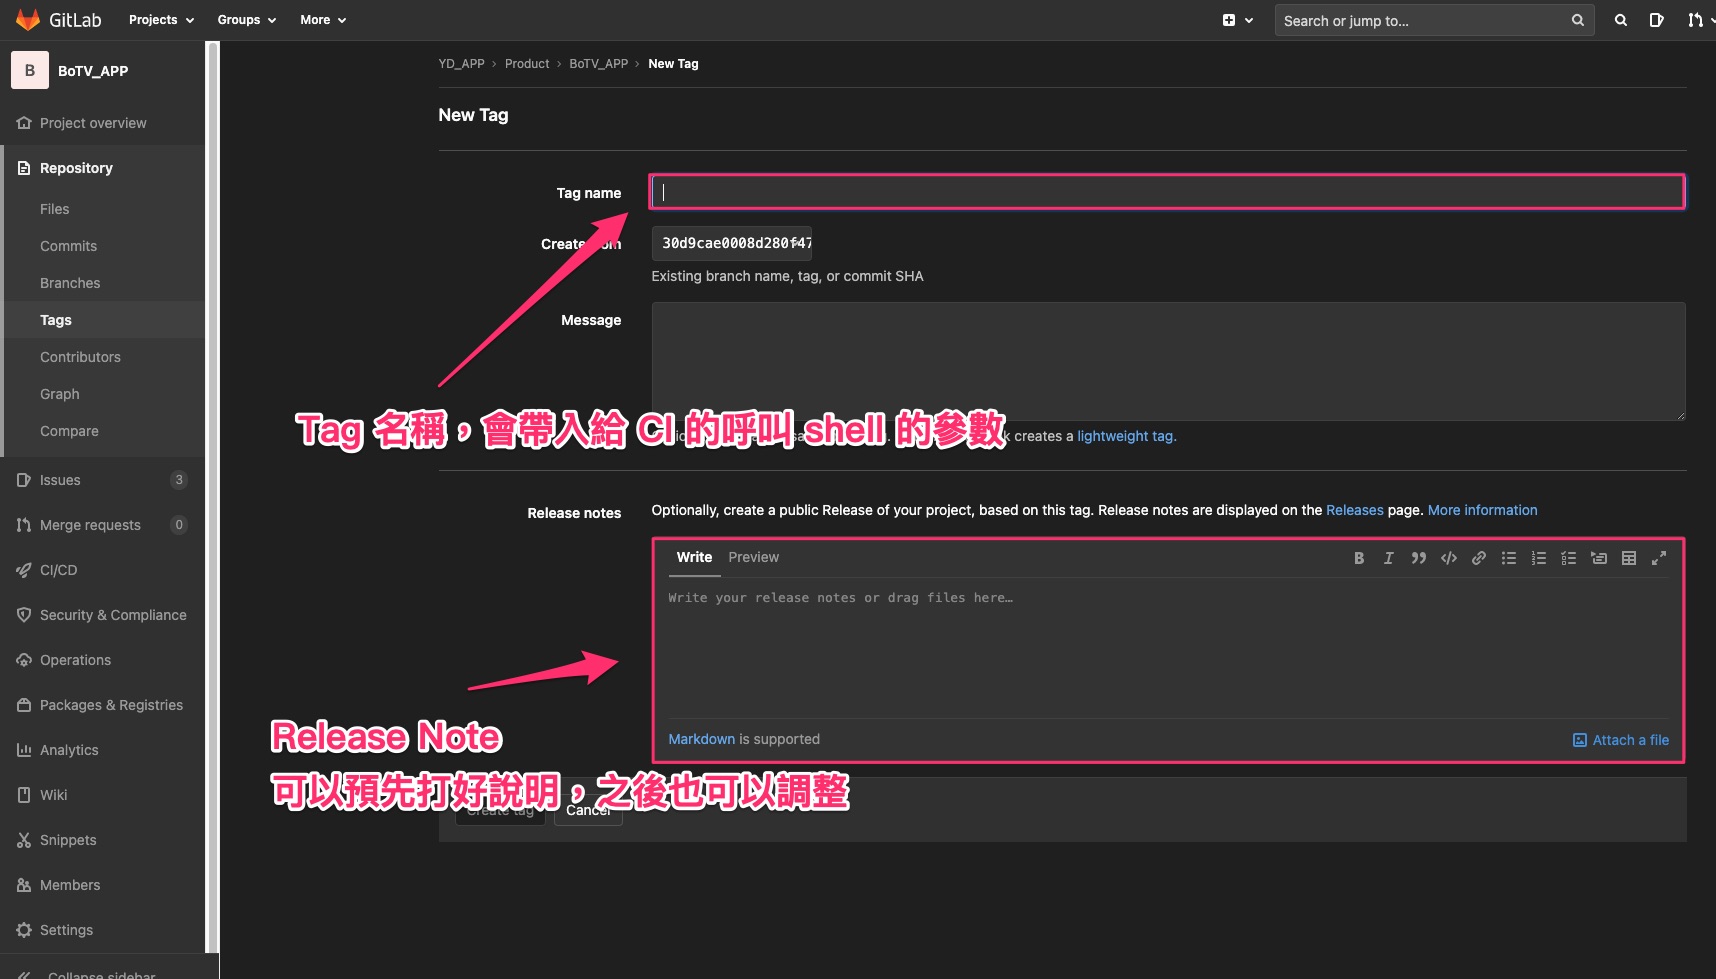 GitLab
Projects
Groups
More
Search or jump to...
B
BoTV_APP
Project overview
Repository
Files
Commits
Branches
Tags
Contributors
Graph
Compare
Issues
3
Merge requests
0
CI/CD
Security & Compliance
Operations
Packages & Registries
Analytics
Wiki
Snippets
Members
Settings
Collapse sidebar
YD_APP › Product › BoTV_APP › New Tag
New Tag
Tag name
30d9cae0008d280f47
Existing branch name, tag, or commit SHA
Message
Tag 名稱，會帶入給 CI 的呼叫 shell 的參數
creates a lightweight tag.
Release notes
Optionally, create a public Release of your project, based on this tag. Release notes are displayed on the Releases page. More information
Write
Preview
Write your release notes or drag files here…
Markdown is supported
Attach a file
Release Note
可以預先打好說明，之後也可以調整
Create tag
Cancel